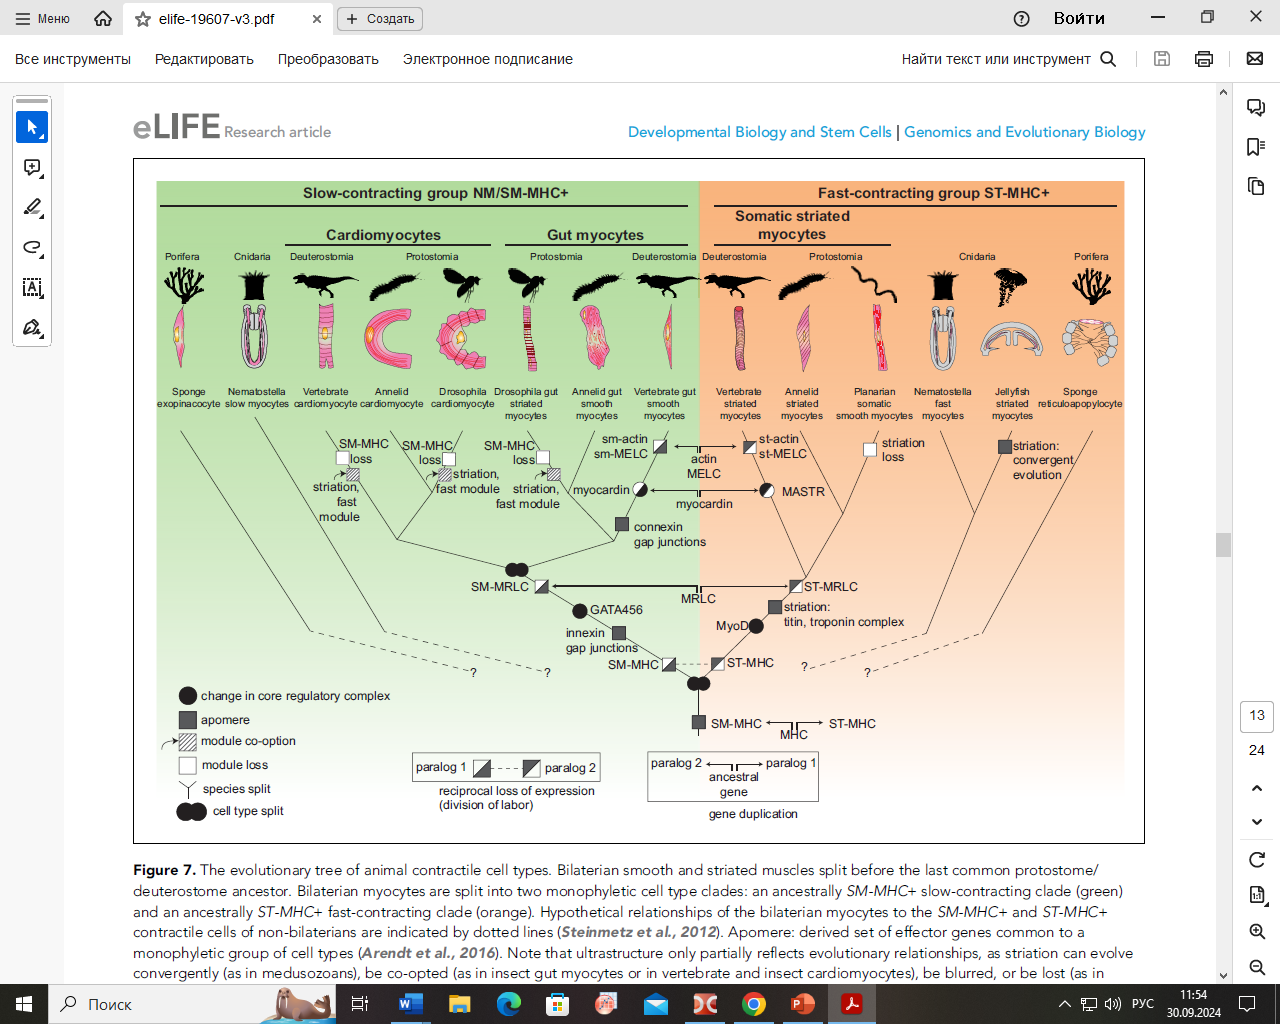 Меню
elife-19607-v3.pdf
Создать
Войти
Все инструменты
Редактировать
Преобразовать
Электронное подписание
Найти текст или инструмент
eLIFE Research article
Developmental Biology and Stem Cells | Genomics and Evolutionary Biology
Slow-contracting group NM/SM-MHC+
Fast-contracting group ST-MHC+
Cardiomyocytes
Gut myocytes
Somatic striated
myocytes
Porifera
Cnidaria
Deuterostomia
Protostomia
Protostomia
Deuterostomia
Deuterostomia
Protostomia
Cnidaria
Porifera
Sponge
exopinacocyte
Nematostella
slow myocytes
Vertebrate
cardiomyocyte
Annelid
cardiomyocyte
Drosophila
cardiomyocyte
Drosophila gut
striated
myocytes
Annelid gut
smooth
myocytes
Vertebrate gut
smooth
myocytes
Vertebrate
striated
myocytes
Annelid
striated
myocytes
Planarian
somatic
smooth myocytes
Nematostella
fast
myocytes
Jellyfish
striated
myocytes
Sponge
reticuloapopylocyte
SM-MHC
loss
striation,
fast
module
SM-MHC
loss
striation,
fast module
SM-MHC
loss
striation,
fast module
sm-actin
sm-MELC
actin
MELC
st-actin
st-MELC
striation
loss
striation:
convergent
evolution
myocardin
myocardin
MASTR
connexin
gap junctions
SM-MRLC
MRLC
ST-MRLC
GATA456
striation:
titin, troponin complex
innexin
gap junctions
MyoD
SM-MHC
ST-MHC
?
?
?
?
SM-MHC
MHC
ST-MHC
change in core regulatory complex
apomere
module co-option
module loss
species split
cell type split
paralog 1
paralog 2
reciprocal loss of expression
(division of labor)
paralog 2
paralog 1
ancestral
gene
gene duplication
Figure 7. The evolutionary tree of animal contractile cell types. Bilaterian smooth and striated muscles split before the last common protostome/
deuterostome ancestor. Bilaterian myocytes are split into two monophyletic cell type clades: an ancestrally SM-MHC+ slow-contracting clade (green)
and an ancestrally ST-MHC+ fast-contracting clade (orange). Hypothetical relationships of the bilaterian myocytes to the SM-MHC+ and ST-MHC+
contractile cells of non-bilaterians are indicated by dotted lines (Steinmetz et al., 2012). Apomere: derived set of effector genes common to a
monophyletic group of cell types (Arendt et al., 2016). Note that ultrastructure only partially reflects evolutionary relationships, as striation can evolve
convergently (as in medusozoans), be co-opted (as in insect gut myocytes or in vertebrate and insect cardiomyocytes), be blurred, or be lost (as in
13
24
1:1
Поиск
РУС
11:54
30.09.2024